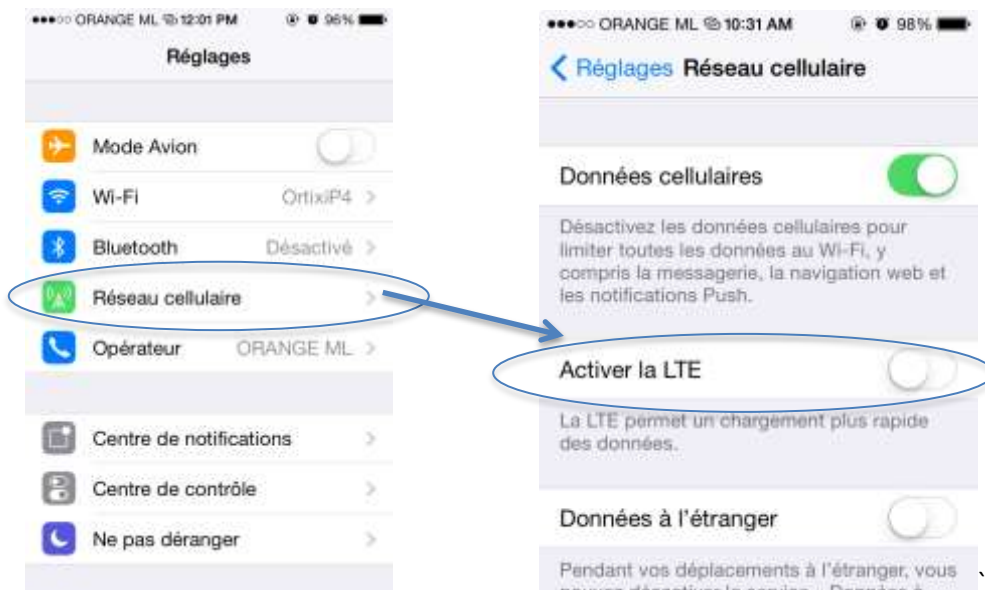 ORANGE ML 12:01 PM 96%
Réglages
Mode Avion
Wi-Fi OrtixiP4
Bluetooth Désactivé
Réseau cellulaire
Opérateur ORANGE ML
Centre de notifications
Centre de contrôle
Ne pas déranger
ORANGE ML 10:31 AM 98%
Réglages Réseau cellulaire
Données cellulaires
Désactivez les données cellulaires pour
limiter toutes les données au Wi-Fi, y
compris la messagerie, la navigation web et
les notifications Push.
Activer la LTE
La LTE permet un chargement plus rapide
des données.
Données à l'étranger
Pendant vos déplacements à l'étranger, vous